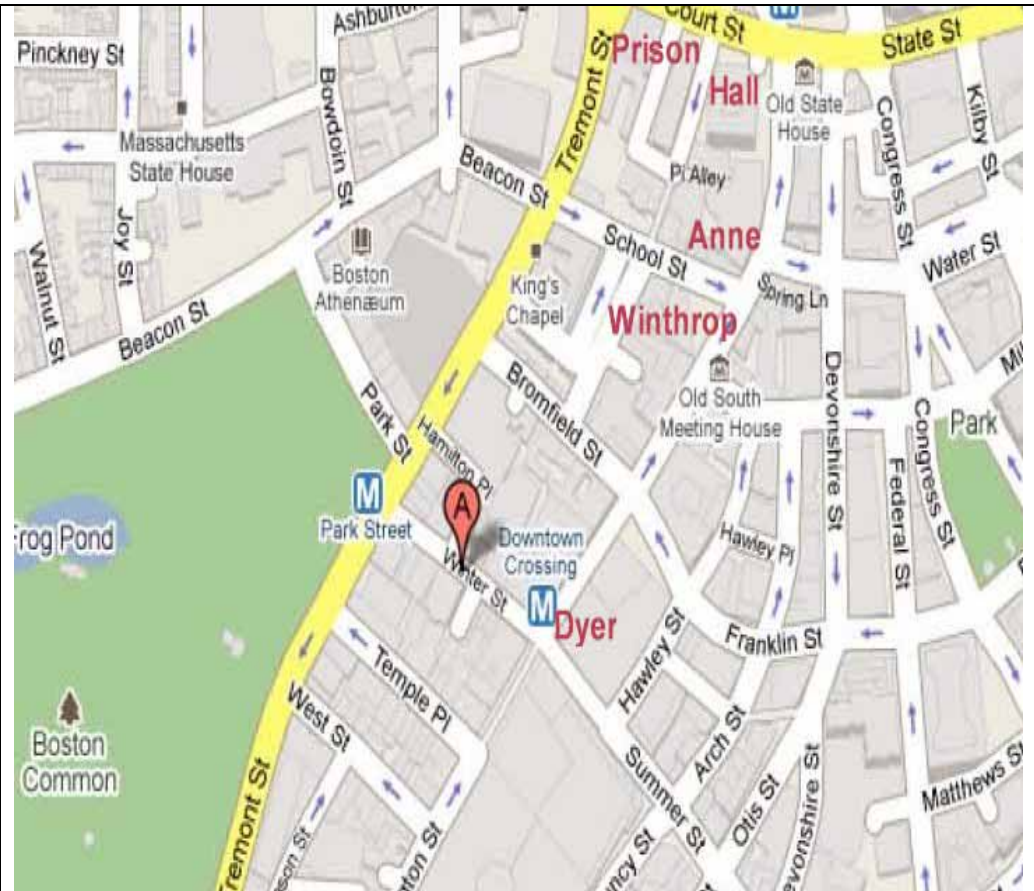 Pinckney St
Ashburton
Court St
State St
Prison
Hall
Tremont St
Bowdoin St
Massachusetts
State House
Old State
House
Congress St
Kilby St
Beacon St
Pi Alley
Joy St
Walnut St
Boston
Athenæum
King's
Chapel
School St
Anne
Spring Ln
Water St
Beacon St
Winthrop
Park St
Bromfield St
Old South
Meeting House
Devonshire St
Congress St
Park
Hamilton Pl
Federal St
M
Park Street
A
Frog Pond
Winter St
Downtown
Crossing
M
Dyer
Hawley Pl
Franklin St
Hawley St
Temple Pl
West St
Arch St
Boston
Common
Summer St
Otis St
Devonshire St
Matthews St
Tremont St